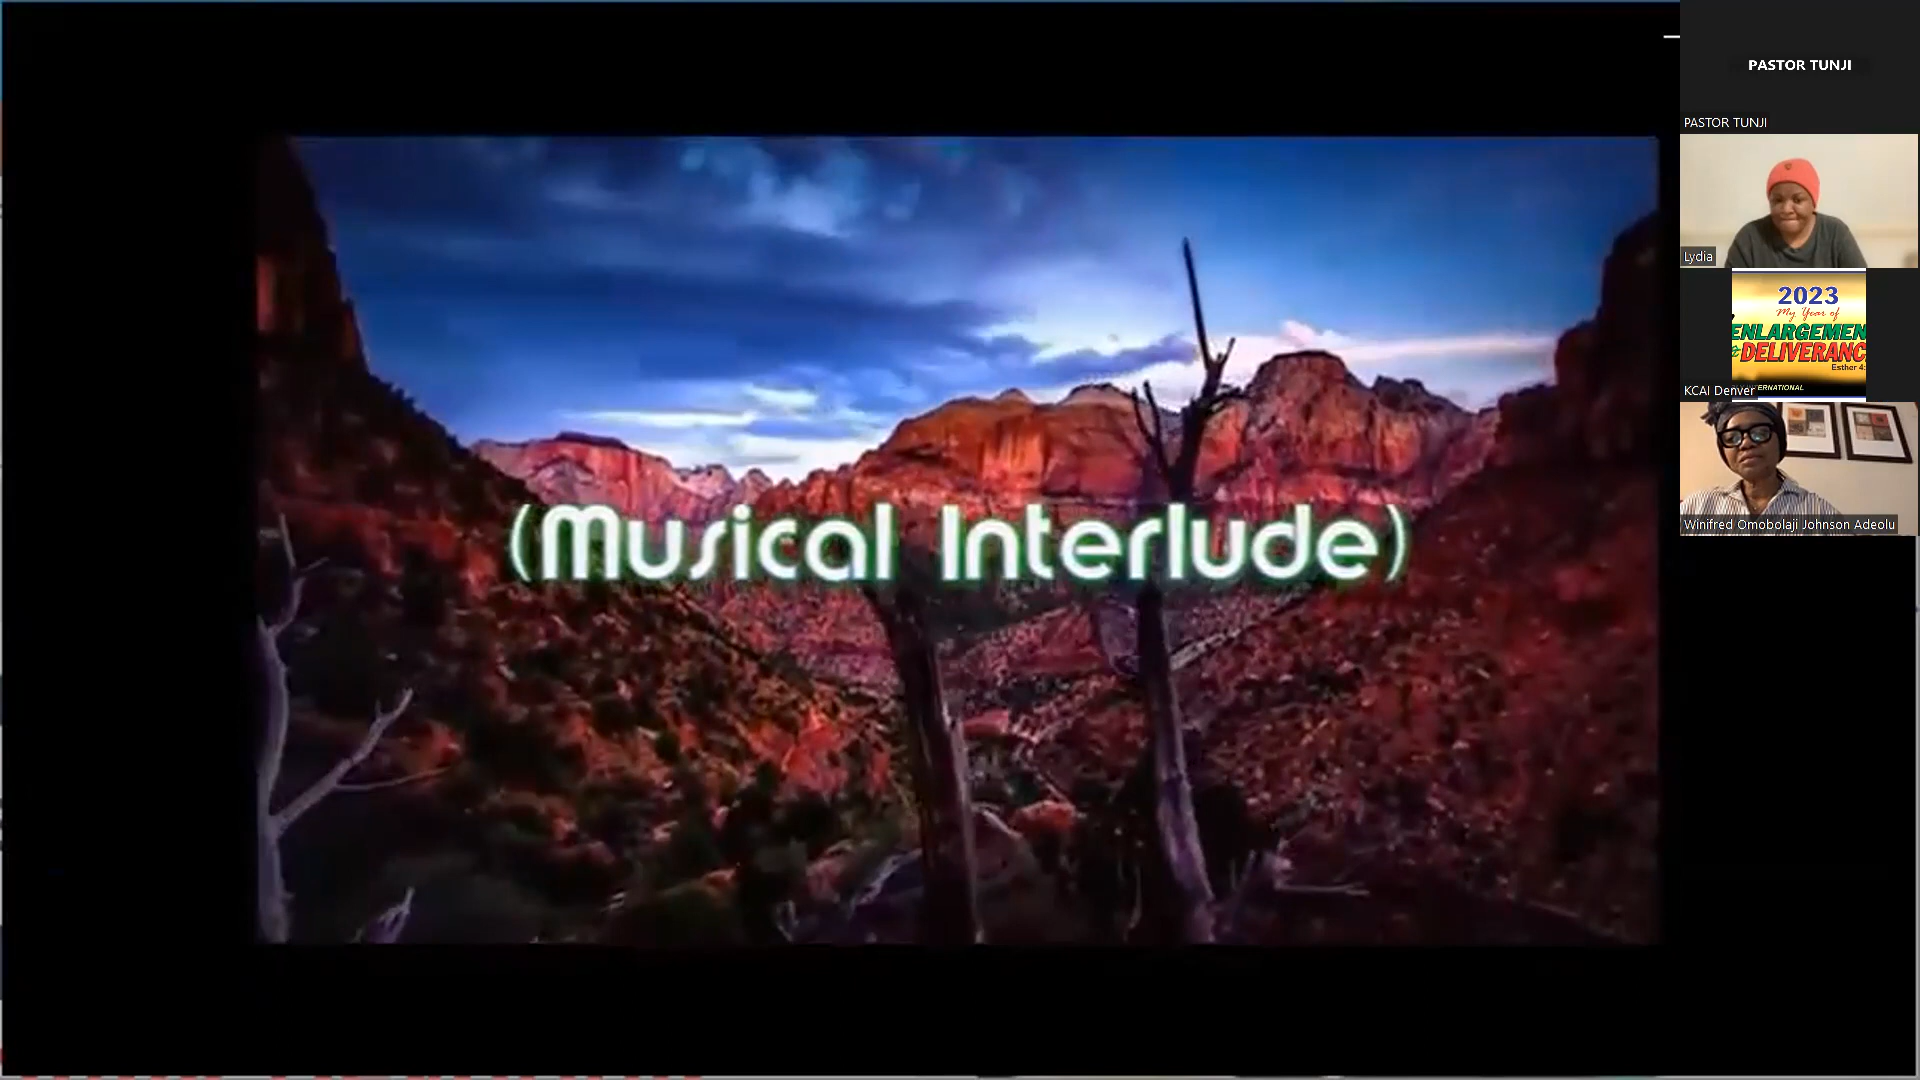 (Musical Interlude)
PASTOR TUNJI
PASTOR TUNJI
Lydia
2023
My Year of
ENLARGEMEN
DELIVERANC
Esther 4:
ERNATIONAL
KCAI Denver
Winifred Omobolaji Johnson Adeolu